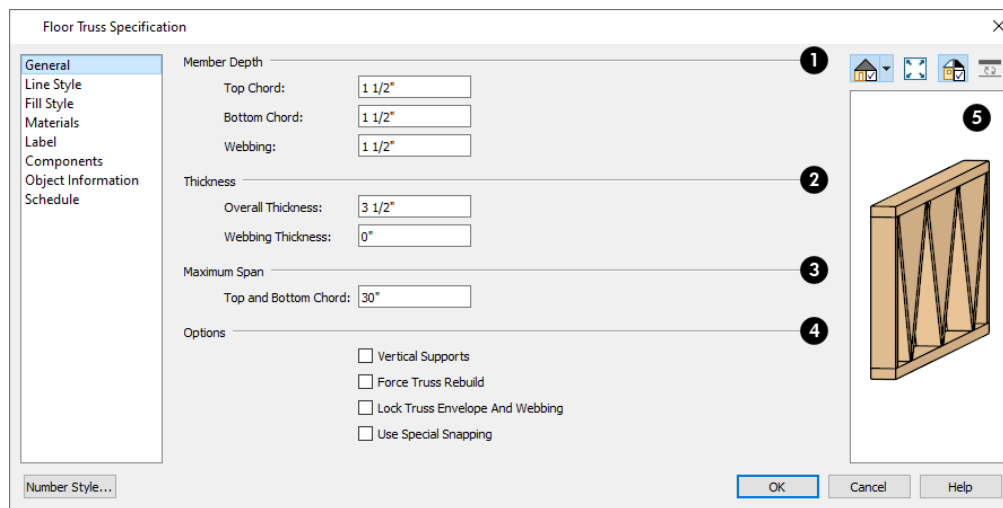 Floor Truss Specification
General
Line Style
Fill Style
Materials
Label
Components
Object Information
Schedule
Member Depth
1
Top Chord: 1 1/2"
Bottom Chord: 1 1/2"
Webbing: 1 1/2"
Thickness
2
Overall Thickness: 3 1/2"
Webbing Thickness: 0"
Maximum Span
3
Top and Bottom Chord: 30"
Options
4
Vertical Supports
Force Truss Rebuild
Lock Truss Envelope And Webbing
Use Special Snapping
5
Number Style...
OK
Cancel
Help